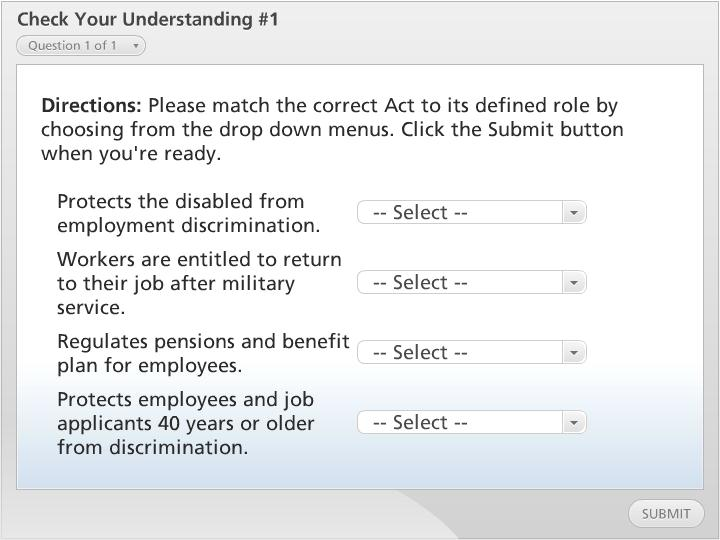 Check Your Understanding #1
Question 1 of 1
Directions: Please match the correct Act to its defined role by
choosing from the drop down menus. Click the Submit button
when you're ready.
Protects the disabled from
employment discrimination.
-- Select --
Workers are entitled to return
to their job after military
service.
-- Select --
Regulates pensions and benefit
plan for employees.
-- Select --
Protects employees and job
applicants 40 years or older
from discrimination.
-- Select --
SUBMIT